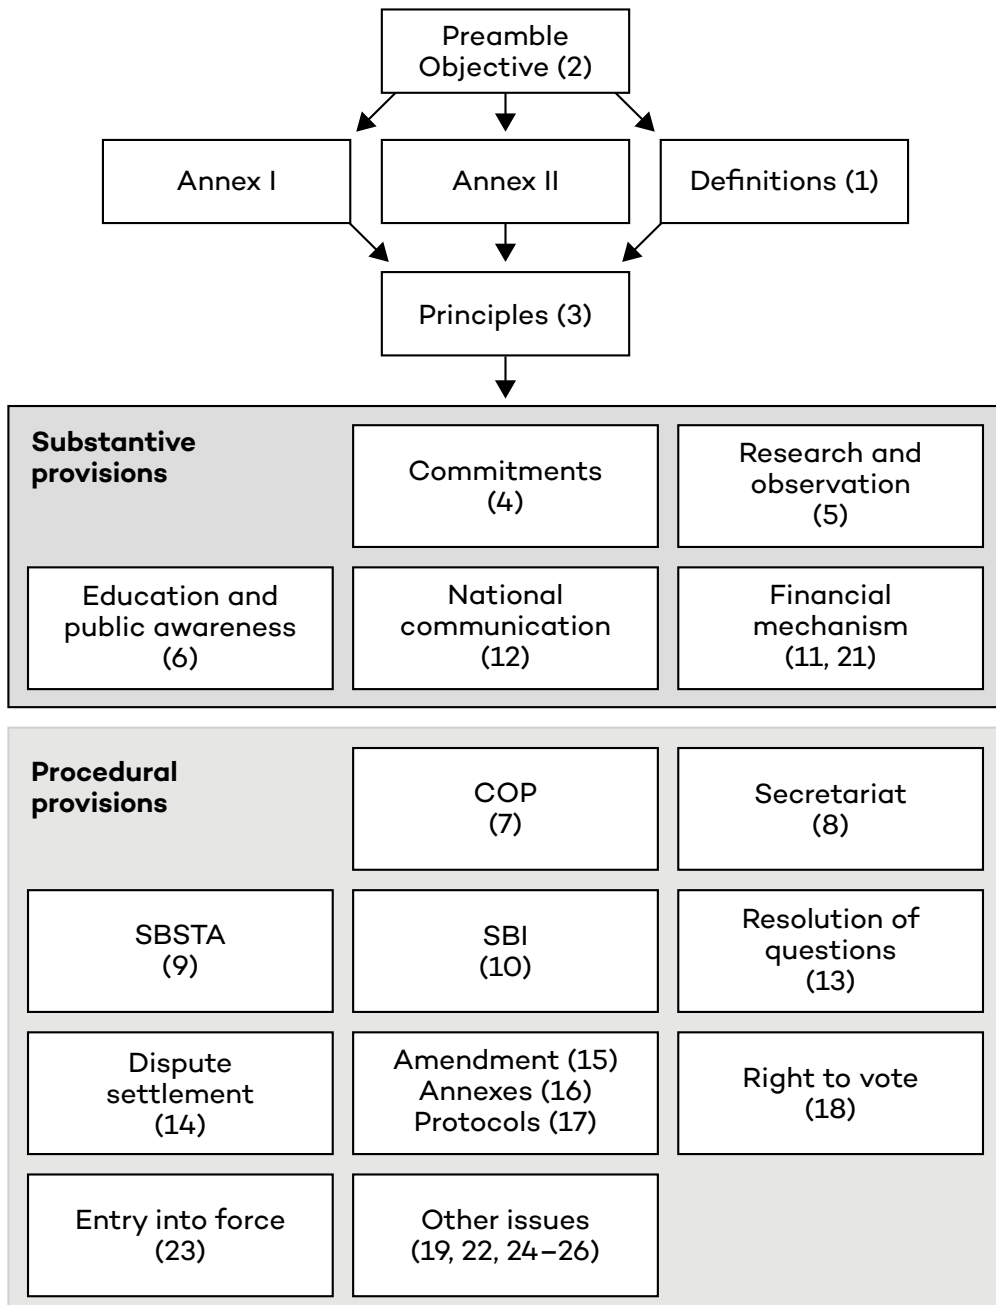 Preamble
Objective (2)
Annex I
Annex II
Definitions (1)
Principles (3)
Substantive
provisions
Commitments
(4)
Research and
observation
(5)
Education and
public awareness
(6)
National
communication
(12)
Financial
mechanism
(11, 21)
Procedural
provisions
COP
(7)
Secretariat
(8)
SBSTA
(9)
SBI
(10)
Resolution of
questions
(13)
Dispute
settlement
(14)
Amendment (15)
Annexes (16)
Protocols (17)
Right to vote
(18)
Entry into force
(23)
Other issues
(19, 22, 24–26)